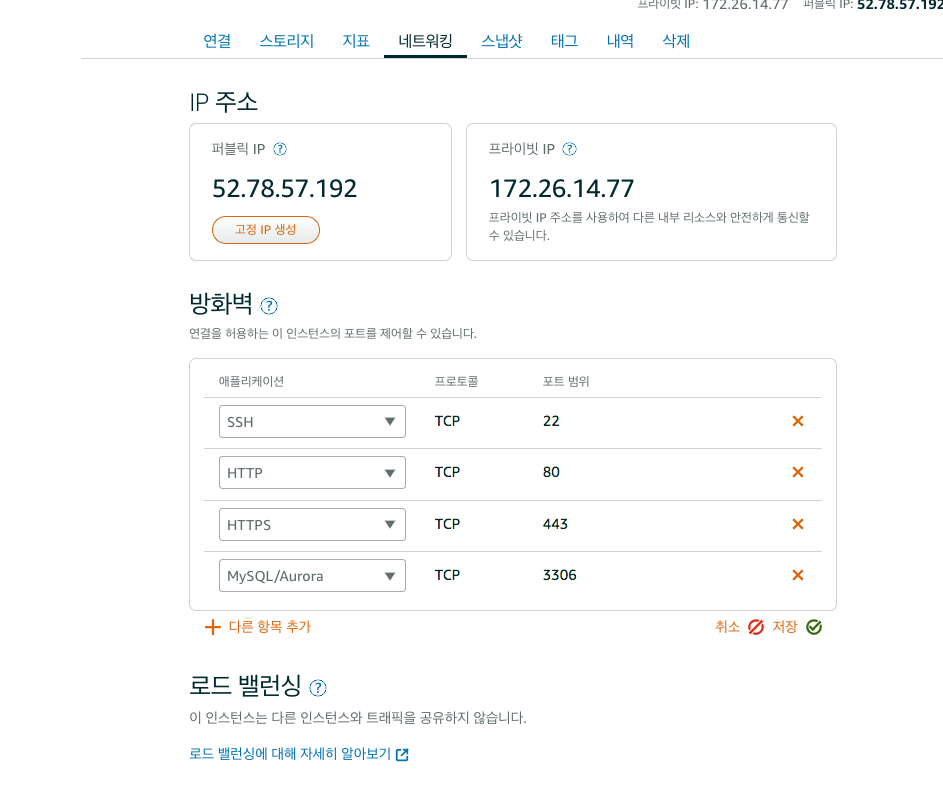 프라이빗 IP: 172.26.14.77 퍼블릭 IP: 52.78.57.192
연결 스토리지 지표 네트워킹 스냅샷 태그 내역 삭제
IP 주소
퍼블릭 IP ?
52.78.57.192
고정 IP 생성
프라이빗 IP ?
172.26.14.77
프라이빗 IP 주소를 사용하여 다른 내부 리소스와 안전하게 통신할
수 있습니다.
방화벽 ?
연결을 허용하는 이 인스턴스의 포트를 제어할 수 있습니다.
애플리케이션 프로토콜 포트 범위
SSH TCP 22
HTTP TCP 80
HTTPS TCP 443
MySQL/Aurora TCP 3306
다른 항목 추가 취소 저장
로드 밸런싱 ?
이 인스턴스는 다른 인스턴스와 트래픽을 공유하지 않습니다.
로드 밸런싱에 대해 자세히 알아보기